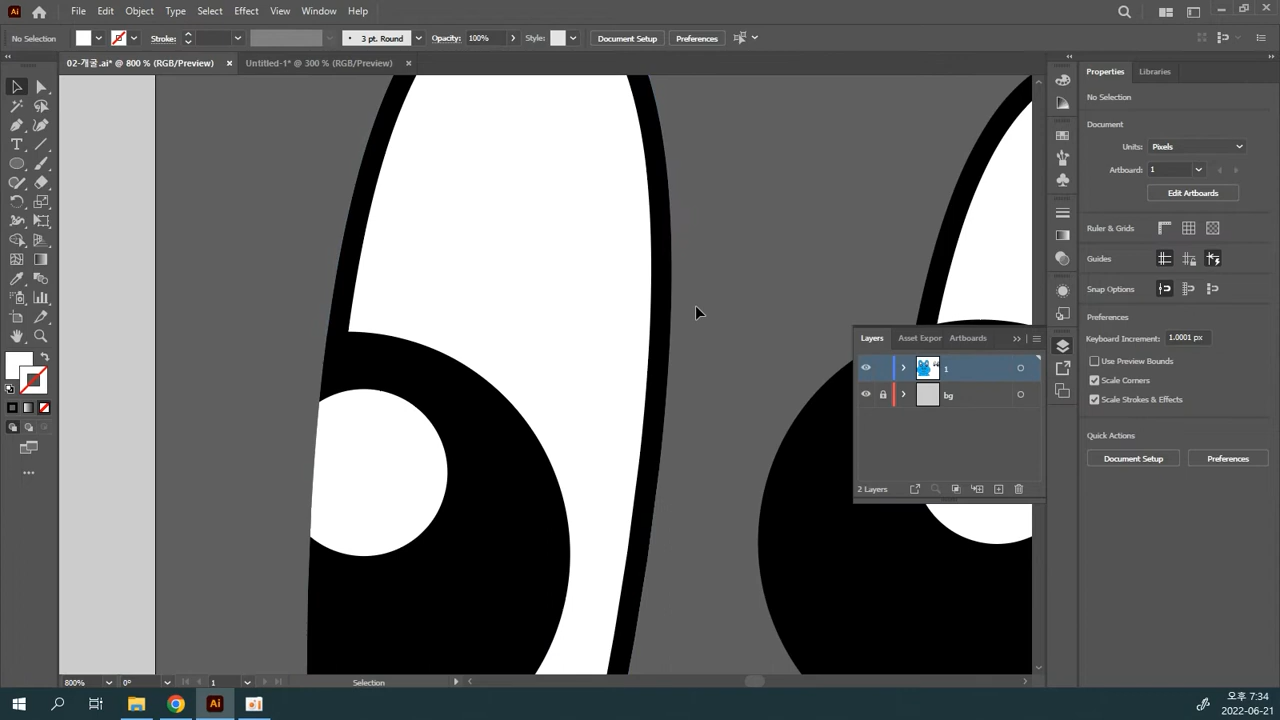 Ai File Edit Object Type Select Effect View Window Help
No Selection Stroke: 3 pt. Round Opacity: 100% Style: Document Setup Preferences
02-개굴.ai* @ 800 % (RGB/Preview) Untitled-1* @ 300 % (RGB/Preview)
Properties Libraries
No Selection
Document
Units: Pixels
Artboard: 1
Edit Artboards
Ruler & Grids
Guides
Snap Options
Preferences
Keyboard Increment: 1.0001 px
Use Preview Bounds
Scale Corners
Scale Strokes & Effects
Quick Actions
Document Setup Preferences
Layers Asset Expor Artboards
1
bg
2 Layers
800% 0° 1 Selection
Ai
오후 7:34
2022-06-21